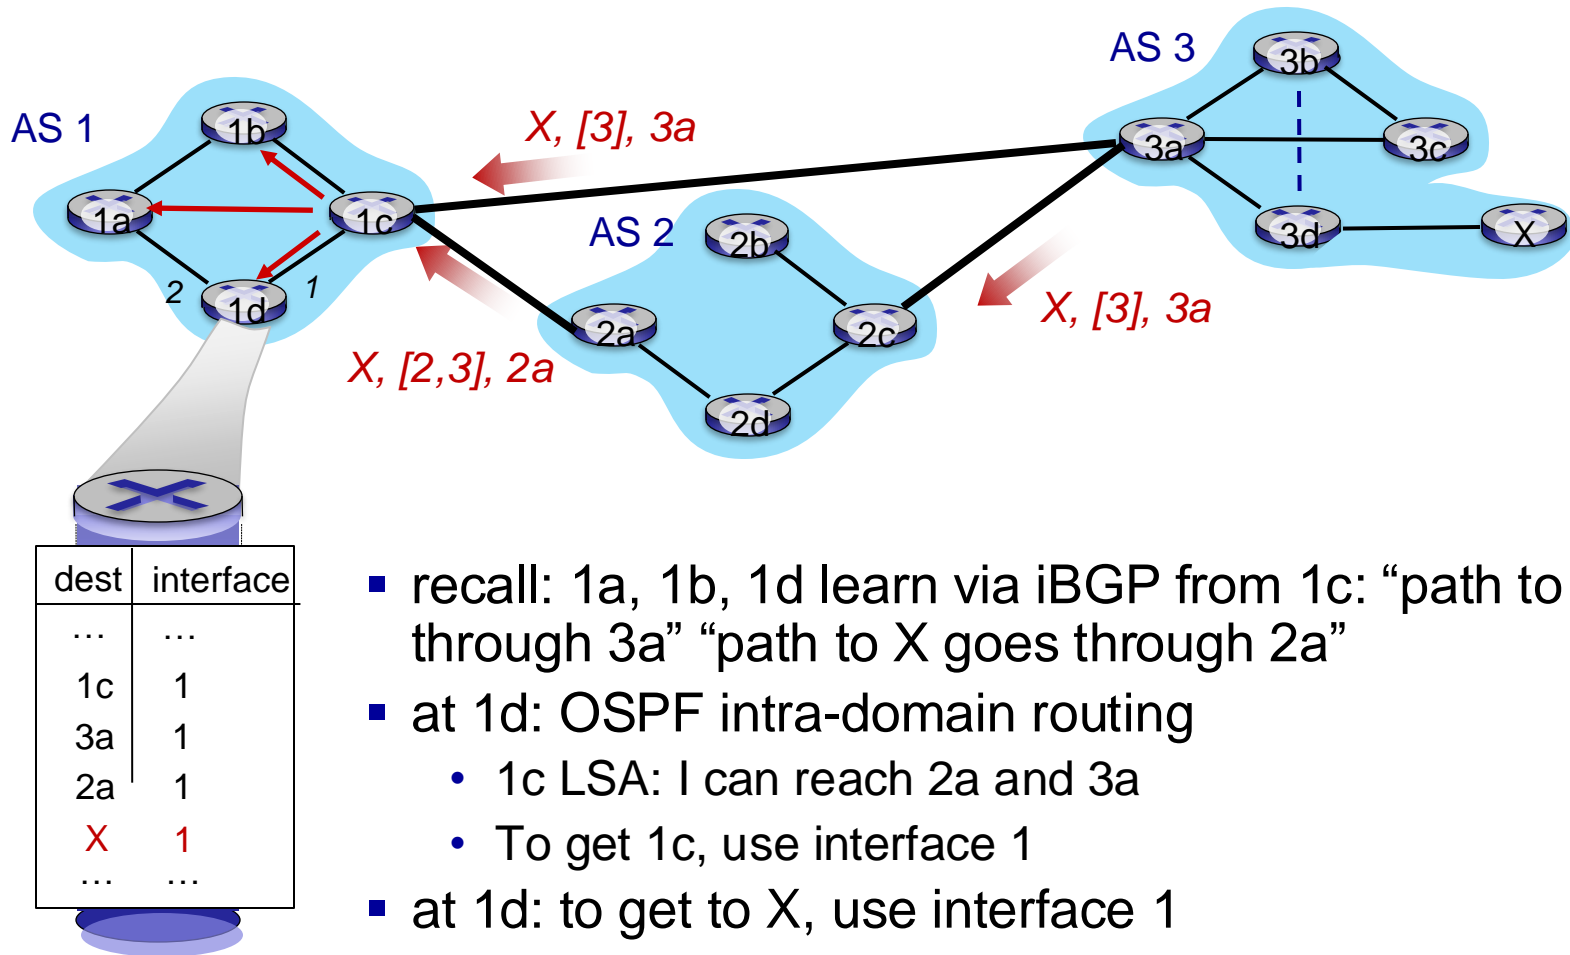 AS 3
3b
AS 1
1b
X, [3], 3a
3a
3c
1a
1c
AS 2
2b
3d
X
2
1
1d
X, [3], 3a
2a
2c
X, [2,3], 2a
2d
dest interface
… …
1c 1
3a 1
2a 1
X 1
… …
▪ recall: 1a, 1b, 1d learn via iBGP from 1c: “path to
through 3a” “path to X goes through 2a”
▪ at 1d: OSPF intra-domain routing
• 1c LSA: I can reach 2a and 3a
• To get 1c, use interface 1
▪ at 1d: to get to X, use interface 1